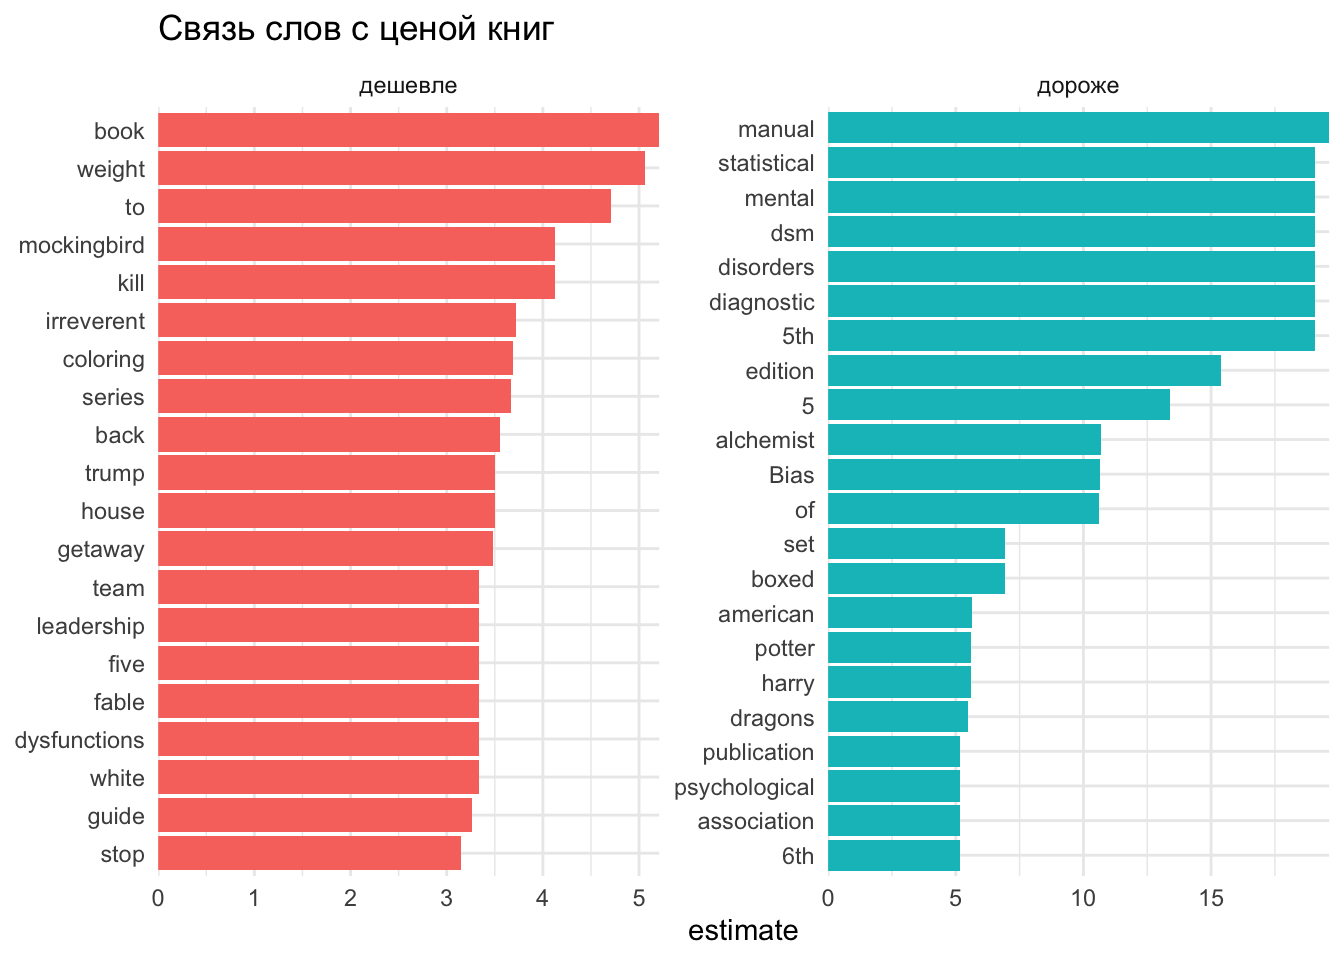 Связь слов с ценой книг
дешевле
book
weight
to
mockingbird
kill
irreverent
coloring
series
back
trump
house
getaway
team
leadership
five
fable
dysfunctions
white
guide
stop
0 1 2 3 4 5
дороже
manual
statistical
mental
dsm
disorders
diagnostic
5th
edition
5
alchemist
Bias
of
set
boxed
american
potter
harry
dragons
publication
psychological
association
6th
0 5 10 15
estimate